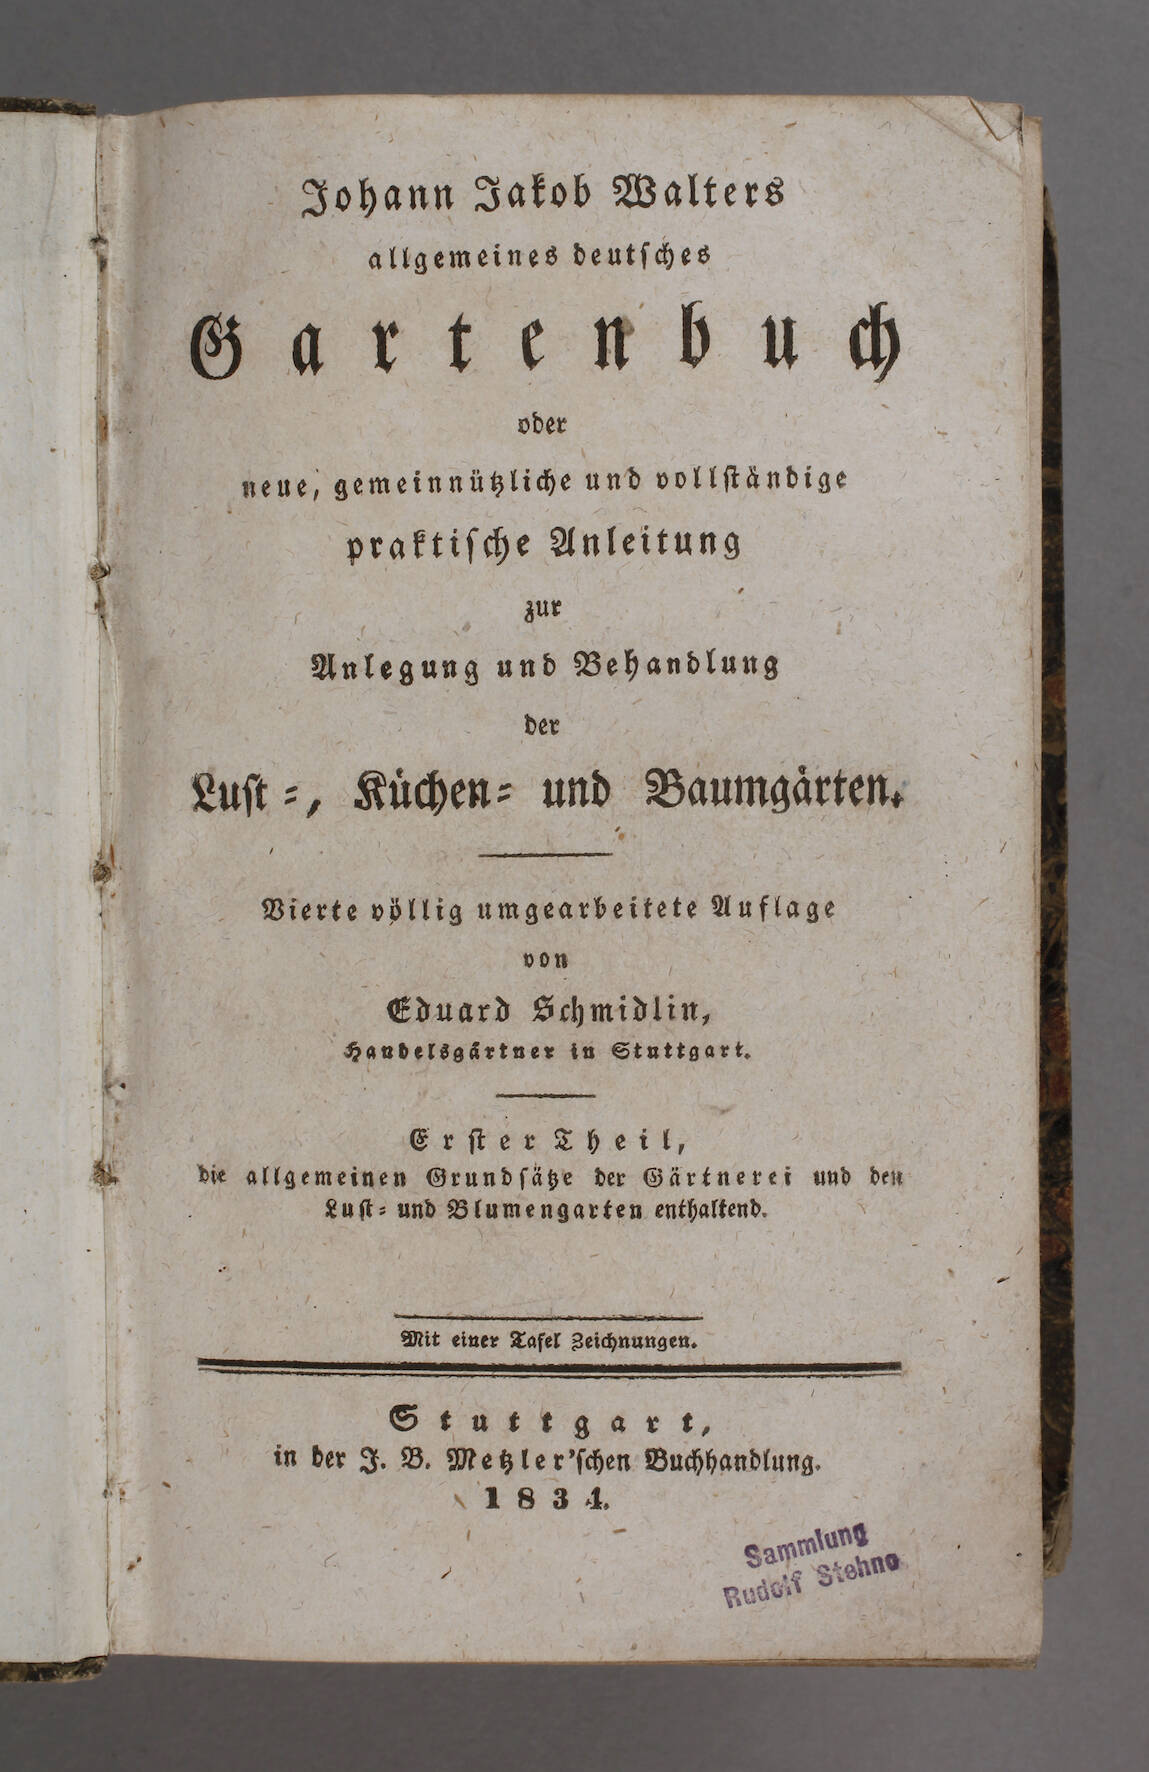 Johann Jakob Walters
allgemeines deutſches
Gartenbuch
oder
neue, gemeinnützliche und vollſtändige
praktiſche Anleitung
zur
Anlegung und Behandlung
der
Luſt-, Küchen- und Baumgärten.
Vierte völlig umgearbeitete Auflage
von
Eduard Schmidlin,
Handelsgärtner in Stuttgart.
Erſter Theil,
die allgemeinen Grundſätze der Gärtnerei und den
Luſt- und Blumengarten enthaltend.
Mit einer Tafel Zeichnungen.
Stuttgart,
in der J. B. Metzler'ſchen Buchhandlung.
1834.
Sammlung
Rudolf Stehno